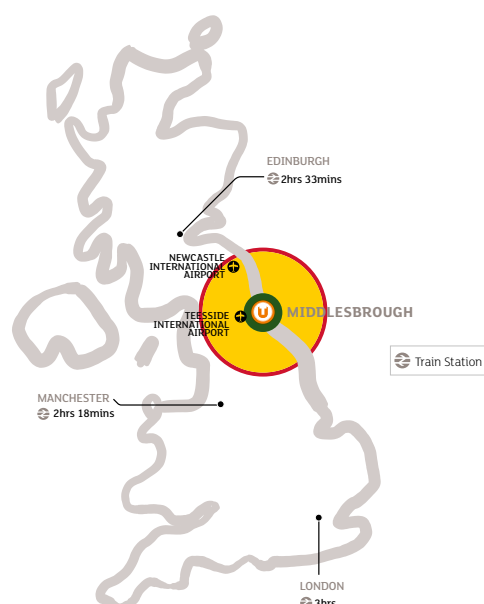 EDINBURGH
2hrs 33mins
NEWCASTLE
INTERNATIONAL
AIRPORT
U
MIDDLESBROUGH
TEESSIDE
INTERNATIONAL
AIRPORT
Train Station
MANCHESTER
2hrs 18mins
LONDON
3hrs